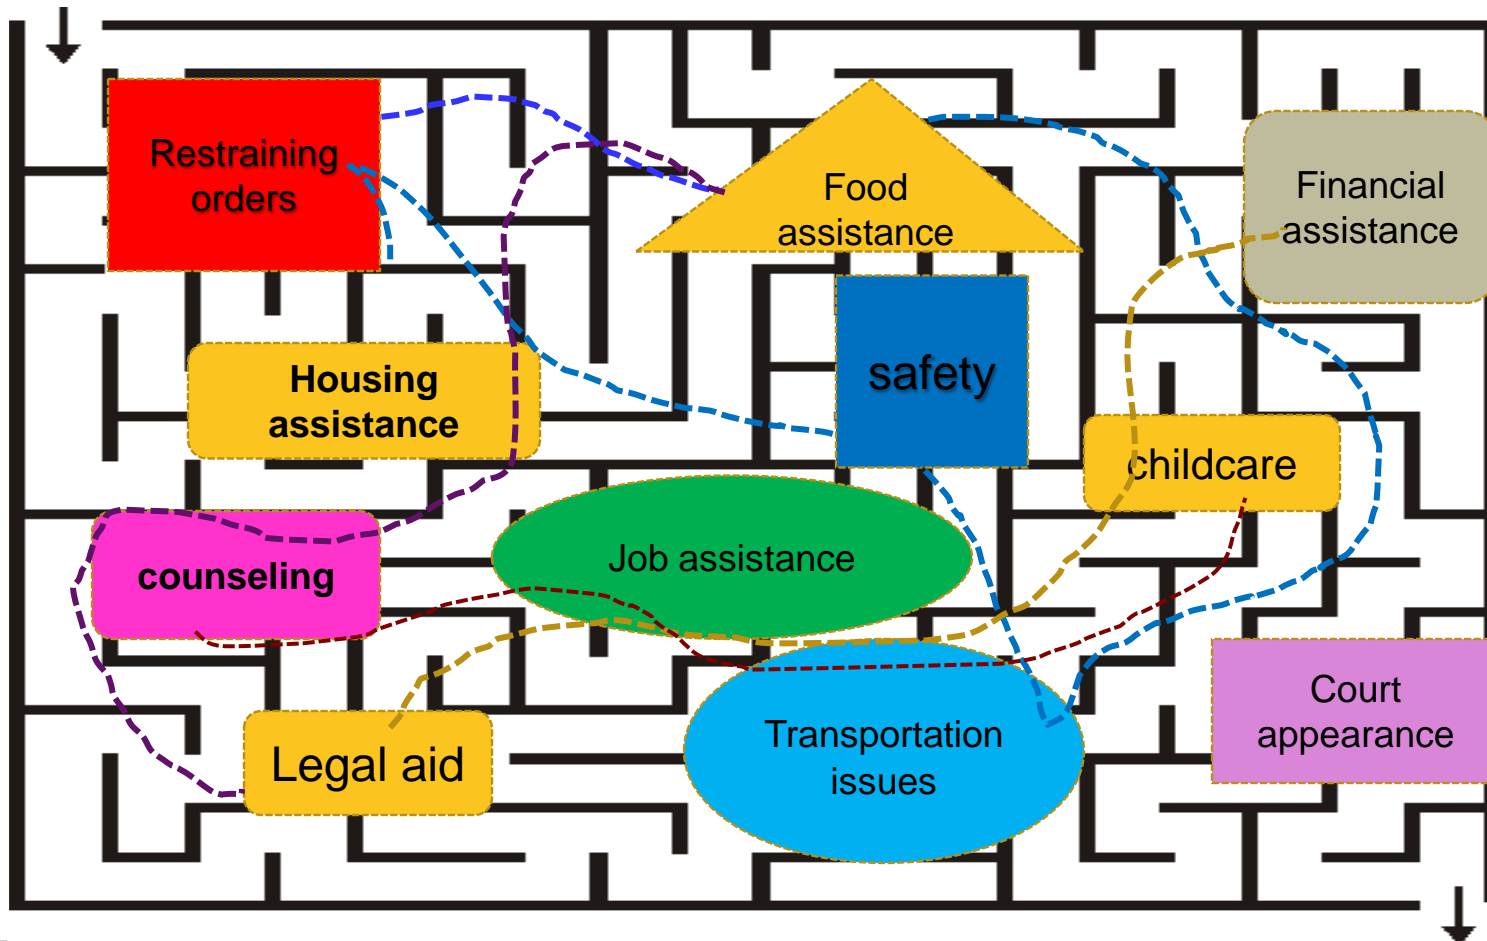 Restraining
orders
Food
assistance
Financial
assistance
Housing
assistance
safety
childcare
counseling
Job assistance
Legal aid
Transportation
issues
Court
appearance